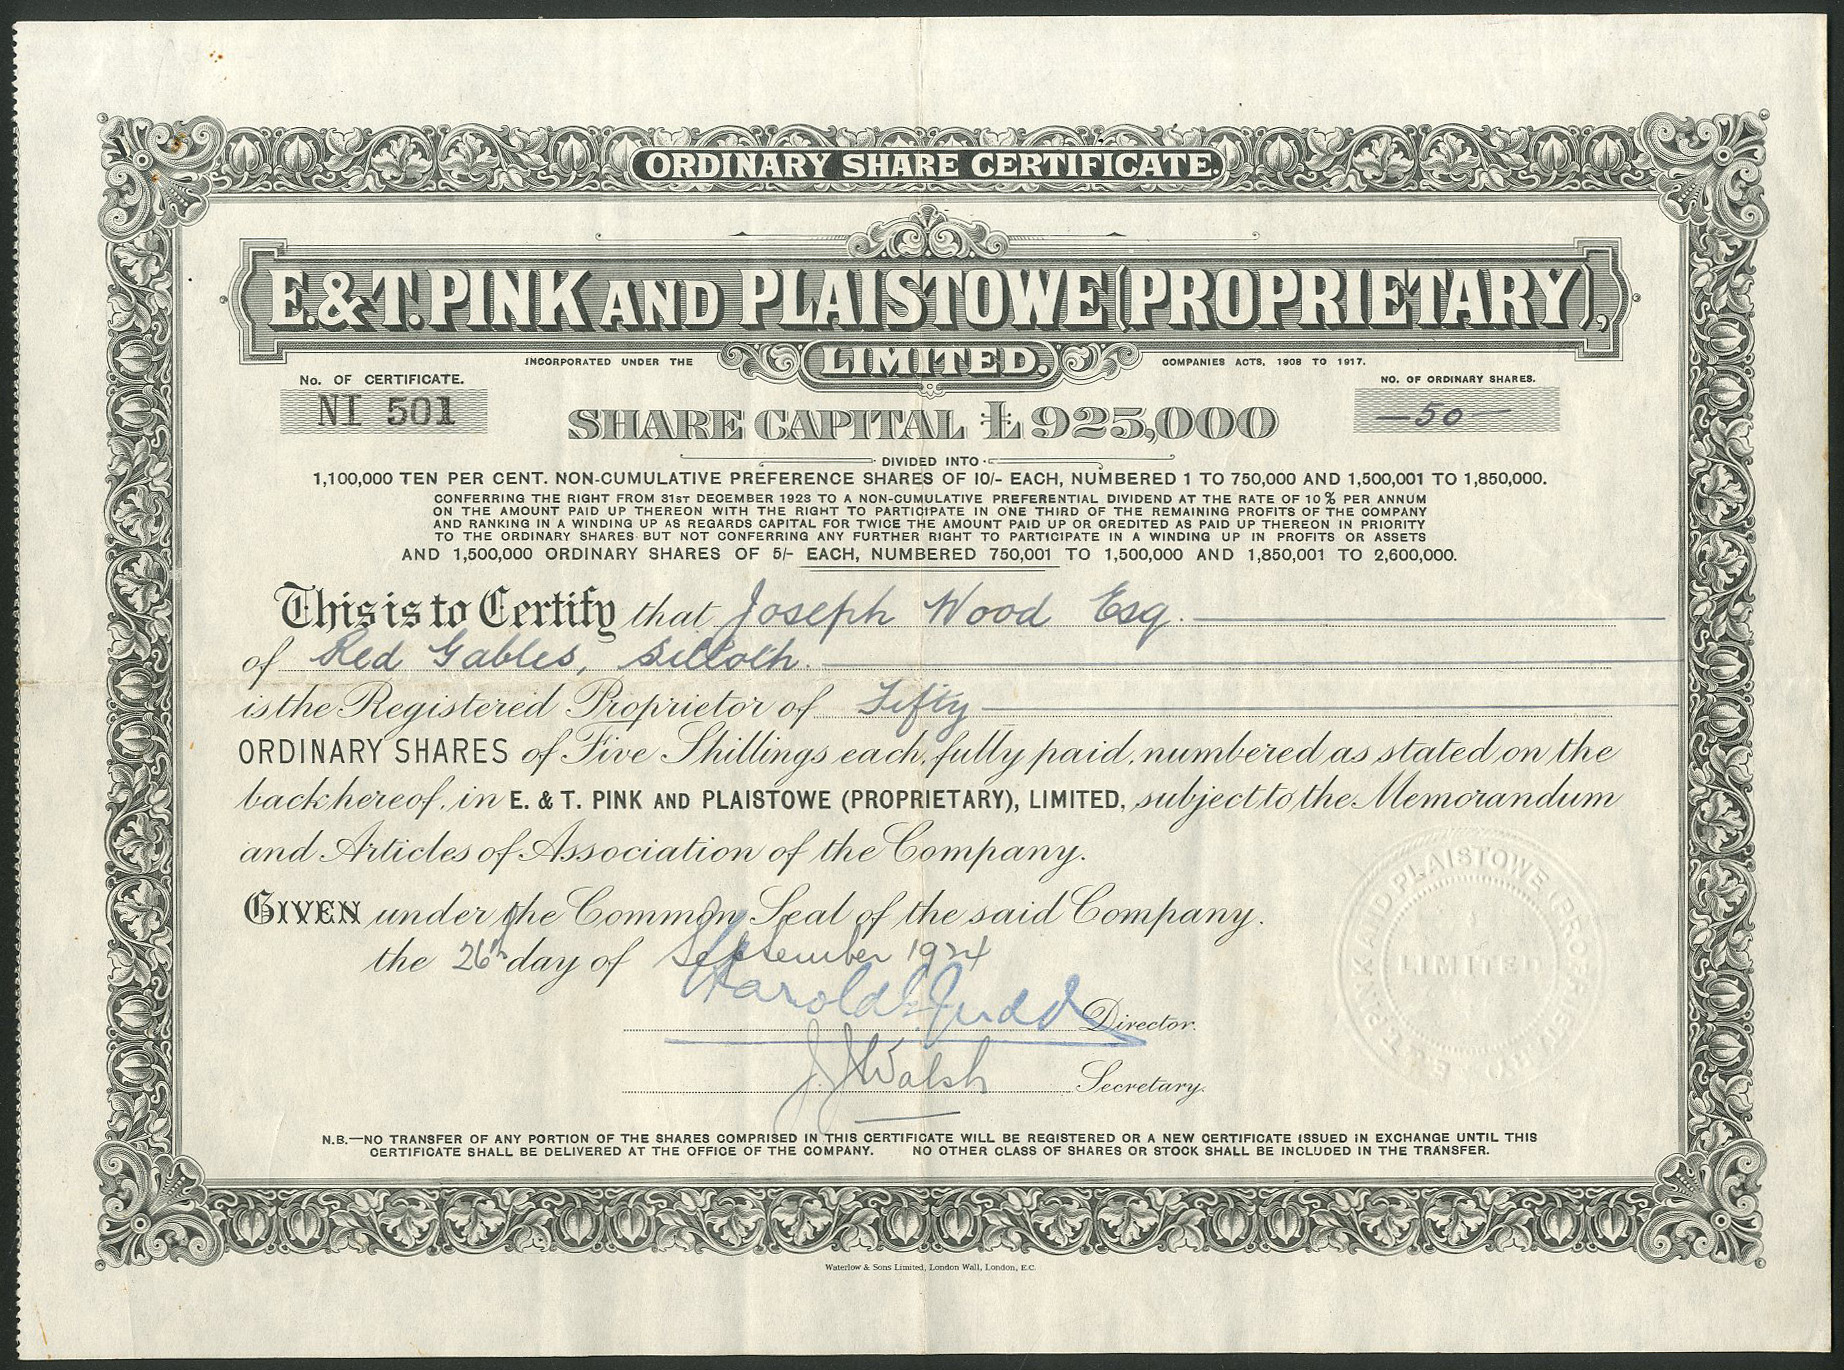 ORDINARY SHARE CERTIFICATE.
E. & T. PINK AND PLAISTOWE (PROPRIETARY),
LIMITED.
INCORPORATED UNDER THE COMPANIES ACTS, 1908 TO 1917.
No. OF CERTIFICATE.
NI 501
NO. OF ORDINARY SHARES.
—50—
SHARE CAPITAL £925,000
DIVIDED INTO
1,100,000 TEN PER CENT. NON-CUMULATIVE PREFERENCE SHARES OF 10/- EACH, NUMBERED 1 TO 750,000 AND 1,500,001 TO 1,850,000.
CONFERRING THE RIGHT FROM 31ST DECEMBER 1923 TO A NON-CUMULATIVE PREFERENTIAL DIVIDEND AT THE RATE OF 10% PER ANNUM
ON THE AMOUNT PAID UP THEREON WITH THE RIGHT TO PARTICIPATE IN ONE THIRD OF THE REMAINING PROFITS OF THE COMPANY
AND RANKING IN A WINDING UP AS REGARDS CAPITAL FOR TWICE THE AMOUNT PAID UP OR CREDITED AS PAID UP THEREON IN PRIORITY
TO THE ORDINARY SHARES BUT NOT CONFERRING ANY FURTHER RIGHT TO PARTICIPATE IN A WINDING UP IN PROFITS OR ASSETS
AND 1,500,000 ORDINARY SHARES OF 5/- EACH, NUMBERED 750,001 TO 1,500,000 AND 1,850,001 TO 2,600,000.
This is to Certify that Joseph Wood Esq.
of Red Gables, Silloth.
is the Registered Proprietor of Fifty
ORDINARY SHARES of Five Shillings each, fully paid, numbered as stated on the
back hereof, in E. & T. PINK AND PLAISTOWE (PROPRIETARY), LIMITED, subject to the Memorandum
and Articles of Association of the Company.
GIVEN under the Common Seal of the said Company.
the 26th day of September 1924
Harold G. Judd Director.
J. J. Walsh Secretary.
E. & T. PINK AND PLAISTOWE (PROPRIETARY)
LIMITED
N.B.—NO TRANSFER OF ANY PORTION OF THE SHARES COMPRISED IN THIS CERTIFICATE WILL BE REGISTERED OR A NEW CERTIFICATE ISSUED IN EXCHANGE UNTIL THIS
CERTIFICATE SHALL BE DELIVERED AT THE OFFICE OF THE COMPANY. NO OTHER CLASS OF SHARES OR STOCK SHALL BE INCLUDED IN THE TRANSFER.
Waterlow & Sons Limited, London Wall, London, E.C.